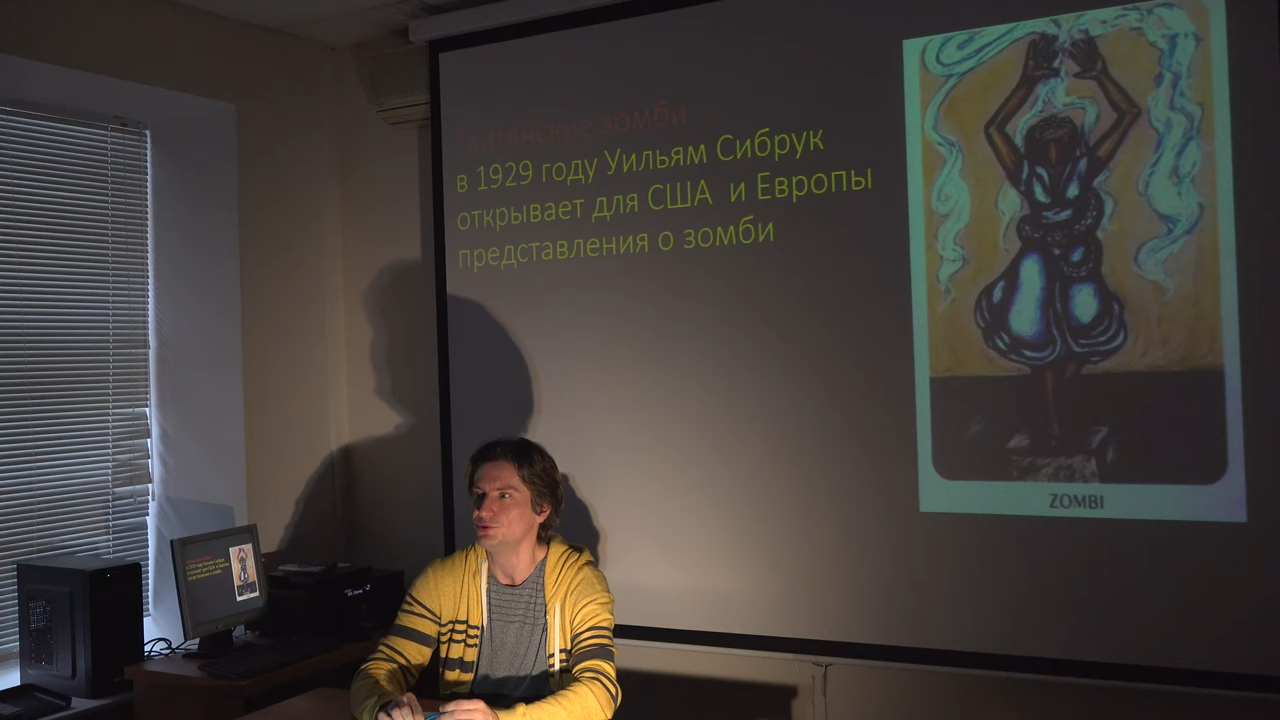 Гаитянские зомби
в 1929 году Уильям Сибрук
открывает для США и Европы
представления о зомби
ZOMBI